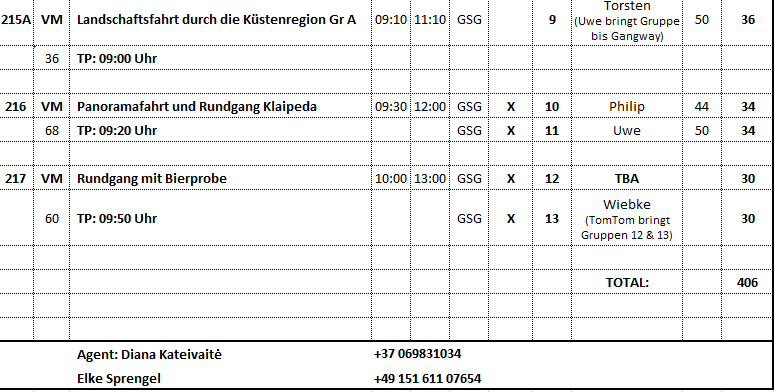 Torsten
215A VM Landschaftsfahrt durch die Küstenregion Gr A 09:10 11:10 GSG 9 (Uwe bringt Gruppe 50 36
bis Gangway)
36 TP: 09:00 Uhr
216 VM Panoramafahrt und Rundgang Klaipeda 09:30 12:00 GSG X 10 Philip 44 34
68 TP: 09:20 Uhr GSG X 11 Uwe 50 34
217 VM Rundgang mit Bierprobe 10:00 13:00 GSG X 12 TBA 30
Wiebke
60 TP: 09:50 Uhr GSG X 13 (TomTom bringt 30
Gruppen 12 & 13)
TOTAL: 406
Agent: Diana Kateivaitė +37 069831034
Elke Sprengel +49 151 611 07654